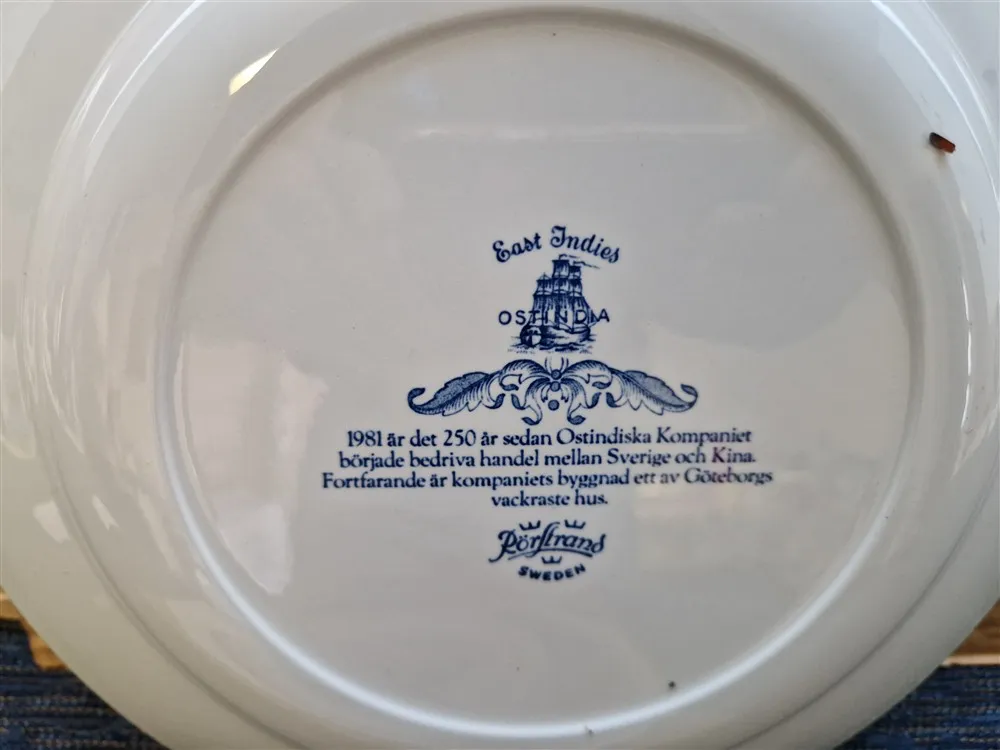 East Indies
OSTINDIA
1981 är det 250 år sedan Ostindiska Kompaniet
började bedriva handel mellan Sverige och Kina.
Fortfarande är kompaniets byggnad ett av Göteborgs
vackraste hus.
Rörstrand
SWEDEN